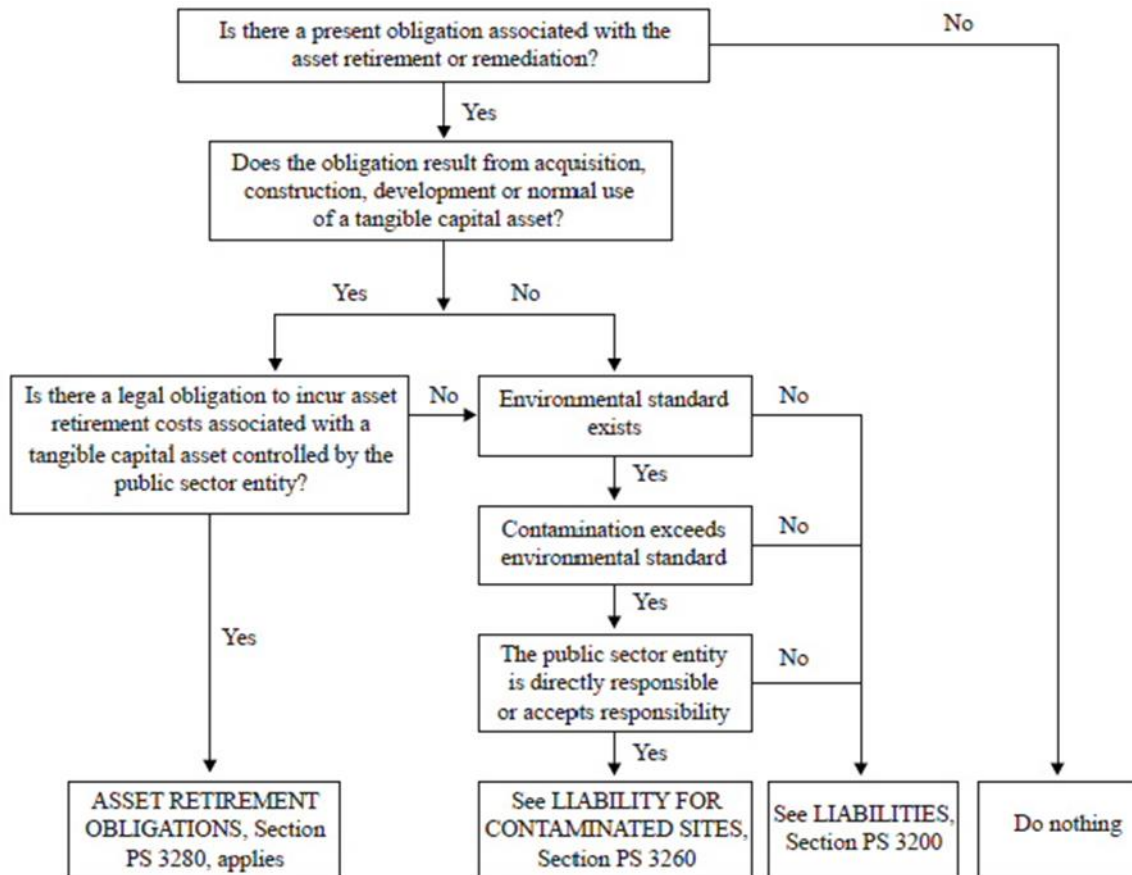 Is there a present obligation associated with the
asset retirement or remediation?
No
Yes
Does the obligation result from acquisition,
construction, development or normal use
of a tangible capital asset?
Yes
No
Is there a legal obligation to incur asset
retirement costs associated with a
tangible capital asset controlled by the
public sector entity?
No
Environmental standard
exists
No
Yes
Contamination exceeds
environmental standard
No
Yes
Yes
The public sector entity
is directly responsible
or accepts responsibility
No
Yes
ASSET RETIREMENT
OBLIGATIONS, Section
PS 3280, applies
See LIABILITY FOR
CONTAMINATED SITES,
Section PS 3260
See LIABILITIES,
Section PS 3200
Do nothing